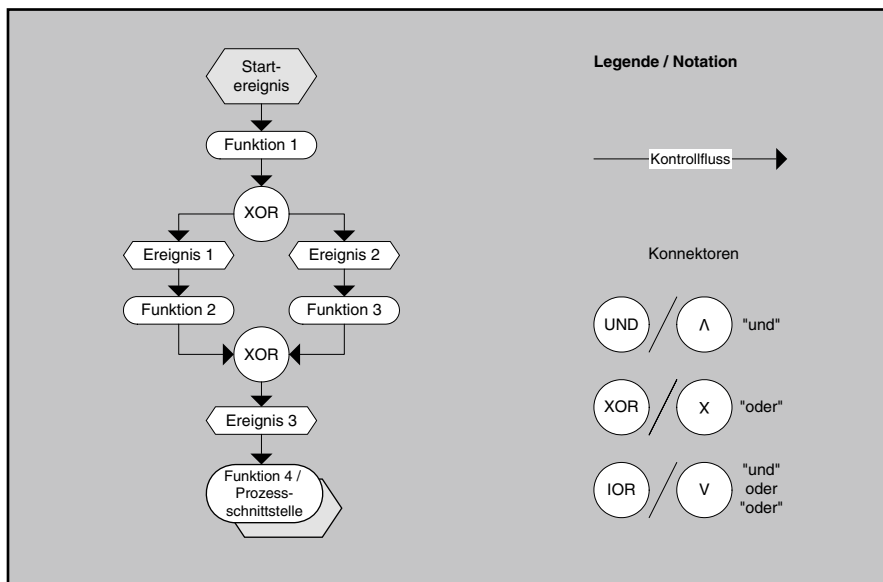 Start-
ereignis
Funktion 1
XOR
Ereignis 1
Ereignis 2
Funktion 2
Funktion 3
XOR
Ereignis 3
Funktion 4 /
Prozess-
schnittstelle
Legende / Notation
Kontrollfluss
Konnektoren
UND
Λ
"und"
XOR
X
"oder"
IOR
V
"und"
oder
"oder"